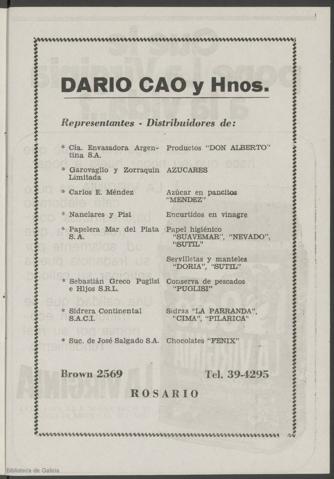 DARIO CAO y Hnos.
Representantes - Distribuidores de:
* Cia. Envasadora Argen- Productos "DON ALBERTO"
tina S.A.
* Garovaglio y Zorraquin AZUCARES
Limitada
* Carlos E. Méndez Azúcar en pancitos
"MENDEZ"
* Nanclares y Pisi Encurtidos en vinagre
* Papelera Mar del Plata Papel higiénico
S.A. "SUAVEMAR", "NEVADO",
"SUTIL"
Servilletas y manteles
"DORIA", "SUTIL"
* Sebastián Greco Puglisi Conserva de pescados
e Hijos S.R.L. "PUGLISI"
* Sidrera Continental Sidras "LA PARRANDA",
S.A.C.I. "CIMA", "PILARICA"
* Suc. de José Salgado S.A. Chocolates "FENIX"
Brown 2569 Tel. 39-4295
ROSARIO
Biblioteca de Galicia